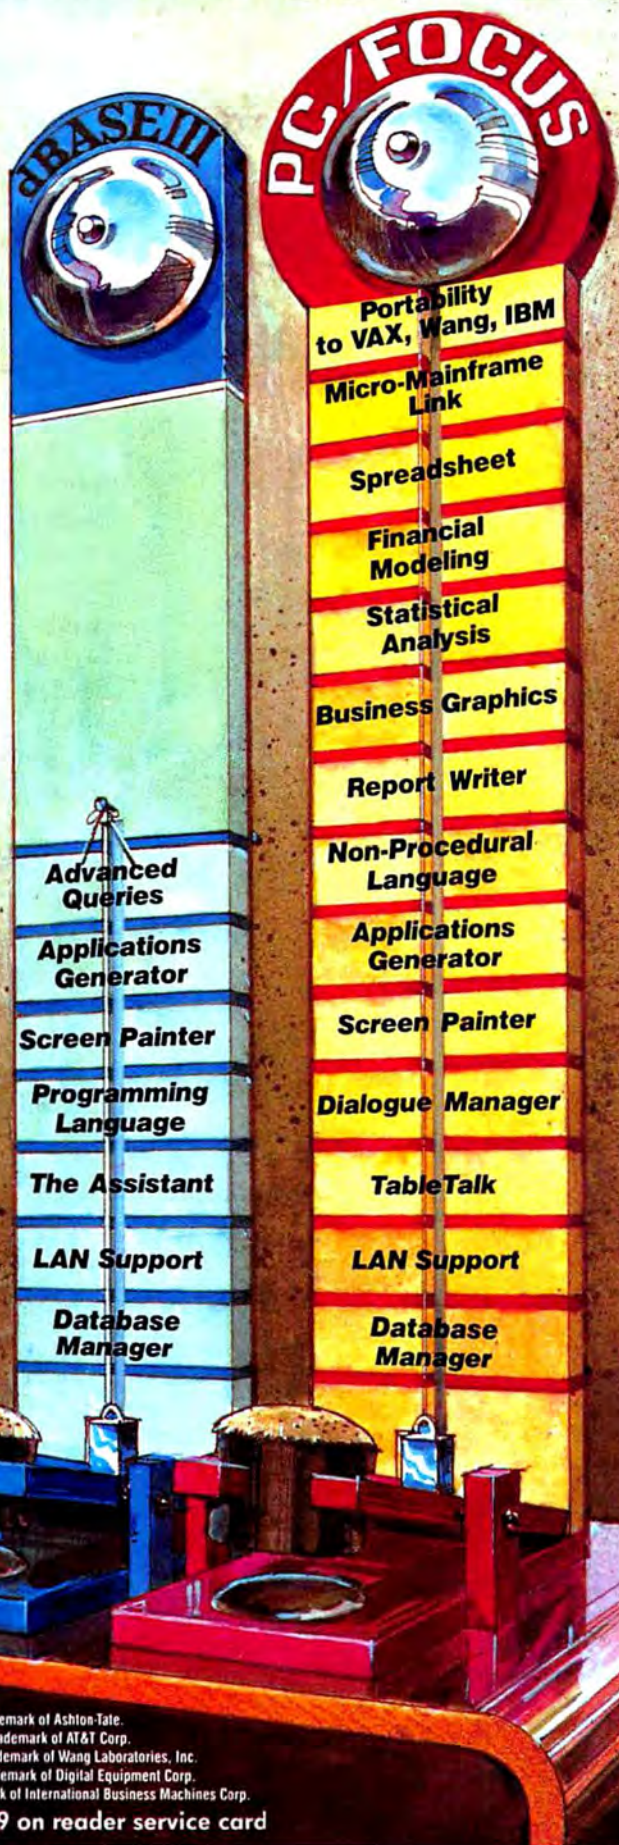 dBASE III
Advanced
Queries
Applications
Generator
Screen Painter
Programming
Language
The Assistant
LAN Support
Database
Manager
PC/FOCUS
Portability
to VAX, Wang, IBM
Micro-Mainframe
Link
Spreadsheet
Financial
Modeling
Statistical
Analysis
Business Graphics
Report Writer
Non-Procedural
Language
Applications
Generator
Screen Painter
Dialogue Manager
TableTalk
LAN Support
Database
Manager
emark of Ashton-Tate.
ademark of AT&T Corp.
demark of Wang Laboratories, Inc.
emark of Digital Equipment Corp.
k of International Business Machines Corp.
9 on reader service card